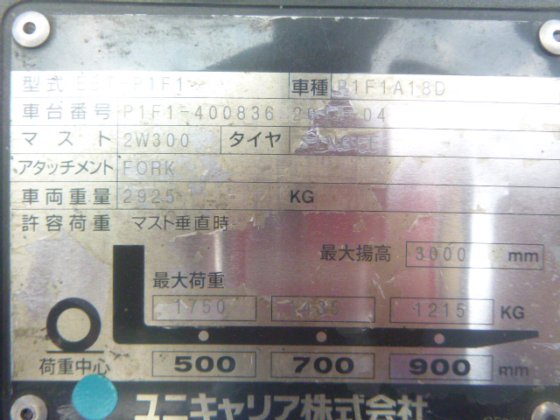 型式 P1F1 車種 P1F1A18D
車台番号 P1F1-400836 04
マスト 2W300 タイヤ
アタッチメント FORK
車両重量 2925 KG
許容荷重 マスト垂直時
最大揚高 3000 mm
最大荷重
1750 1215 KG
荷重中心 500 700 900 mm
ユニキャリア株式会社